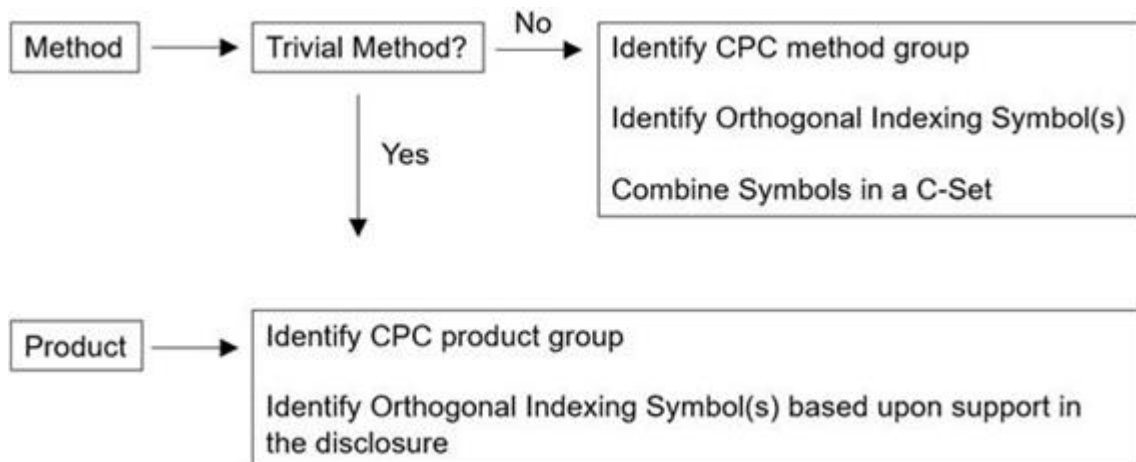 Method
Trivial Method?
No
Identify CPC method group
Identify Orthogonal Indexing Symbol(s)
Combine Symbols in a C-Set
Yes
Product
Identify CPC product group
Identify Orthogonal Indexing Symbol(s) based upon support in
the disclosure